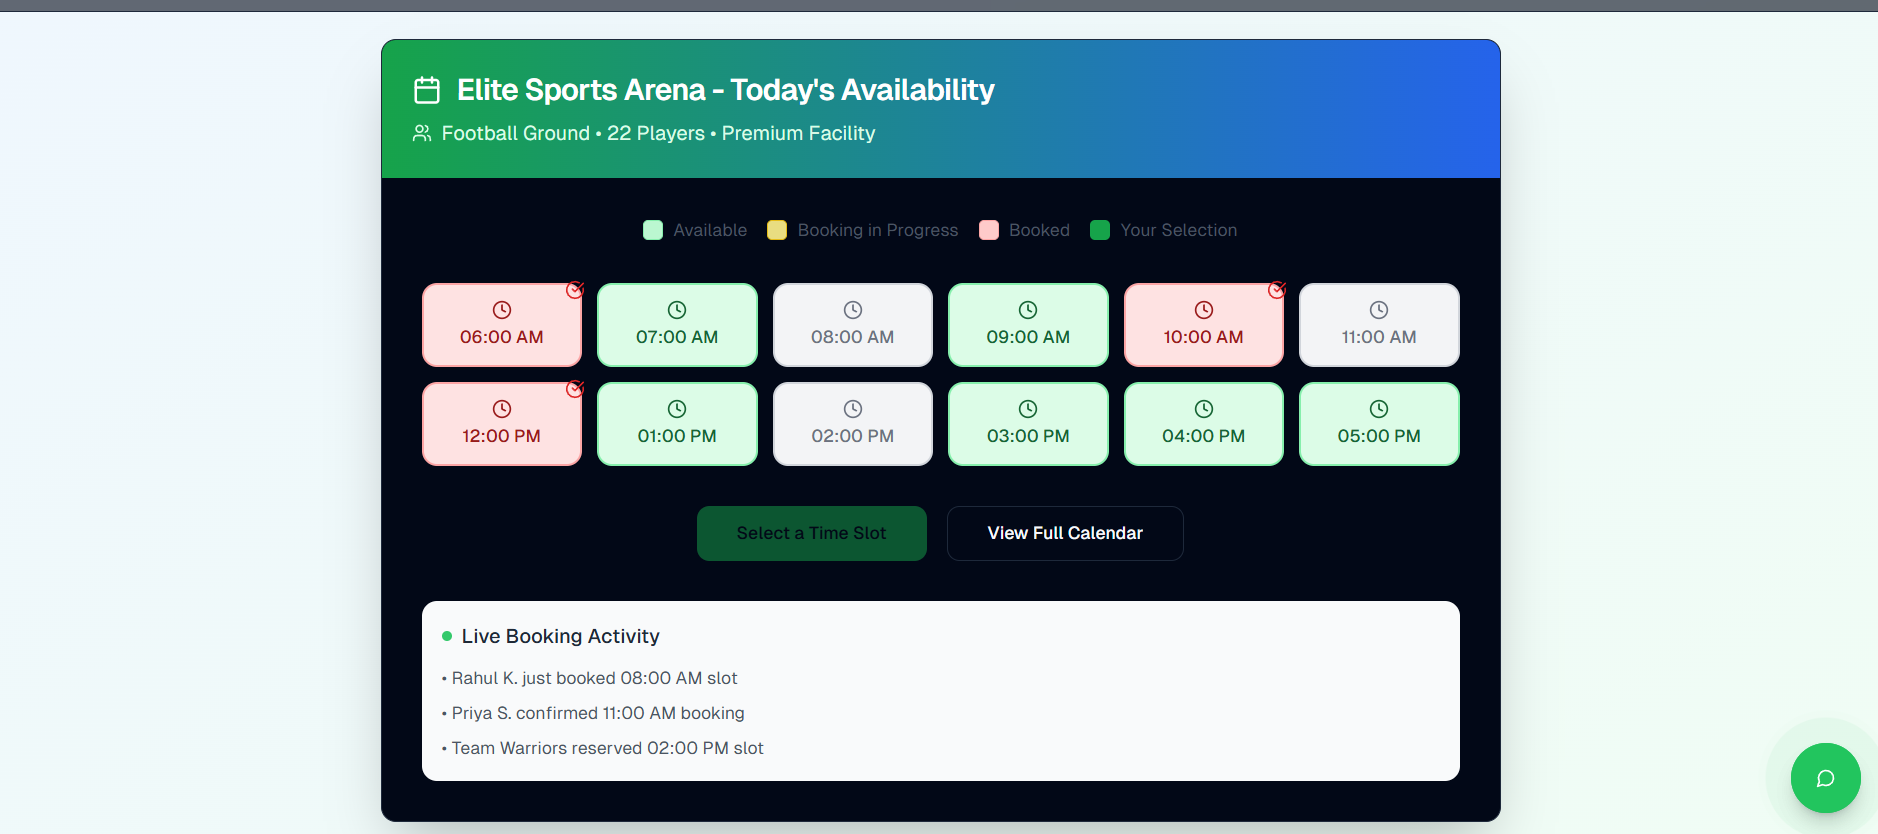 Elite Sports Arena - Today's Availability
Football Ground • 22 Players • Premium Facility
Available Booking in Progress Booked Your Selection
06:00 AM 07:00 AM 08:00 AM 09:00 AM 10:00 AM 11:00 AM
12:00 PM 01:00 PM 02:00 PM 03:00 PM 04:00 PM 05:00 PM
Select a Time Slot View Full Calendar
Live Booking Activity
• Rahul K. just booked 08:00 AM slot
• Priya S. confirmed 11:00 AM booking
• Team Warriors reserved 02:00 PM slot